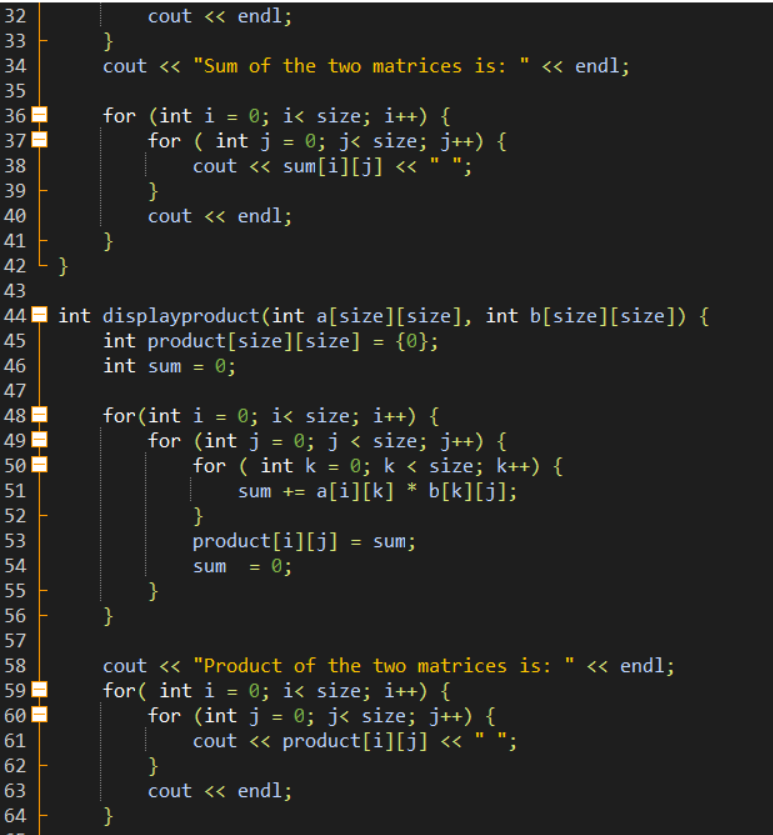 32 cout << endl;
33 }
34 cout << "Sum of the two matrices is: " << endl;
35
36 for (int i = 0; i< size; i++) {
37 for ( int j = 0; j< size; j++) {
38 cout << sum[i][j] << " ";
39 }
40 cout << endl;
41 }
42 }
43
44 int displayproduct(int a[size][size], int b[size][size]) {
45 int product[size][size] = {0};
46 int sum = 0;
47
48 for(int i = 0; i< size; i++) {
49 for (int j = 0; j < size; j++) {
50 for ( int k = 0; k < size; k++) {
51 sum += a[i][k] * b[k][j];
52 }
53 product[i][j] = sum;
54 sum  = 0;
55 }
56 }
57
58 cout << "Product of the two matrices is: " << endl;
59 for( int i = 0; i< size; i++) {
60 for (int j = 0; j< size; j++) {
61 cout << product[i][j] << " ";
62 }
63 cout << endl;
64 }